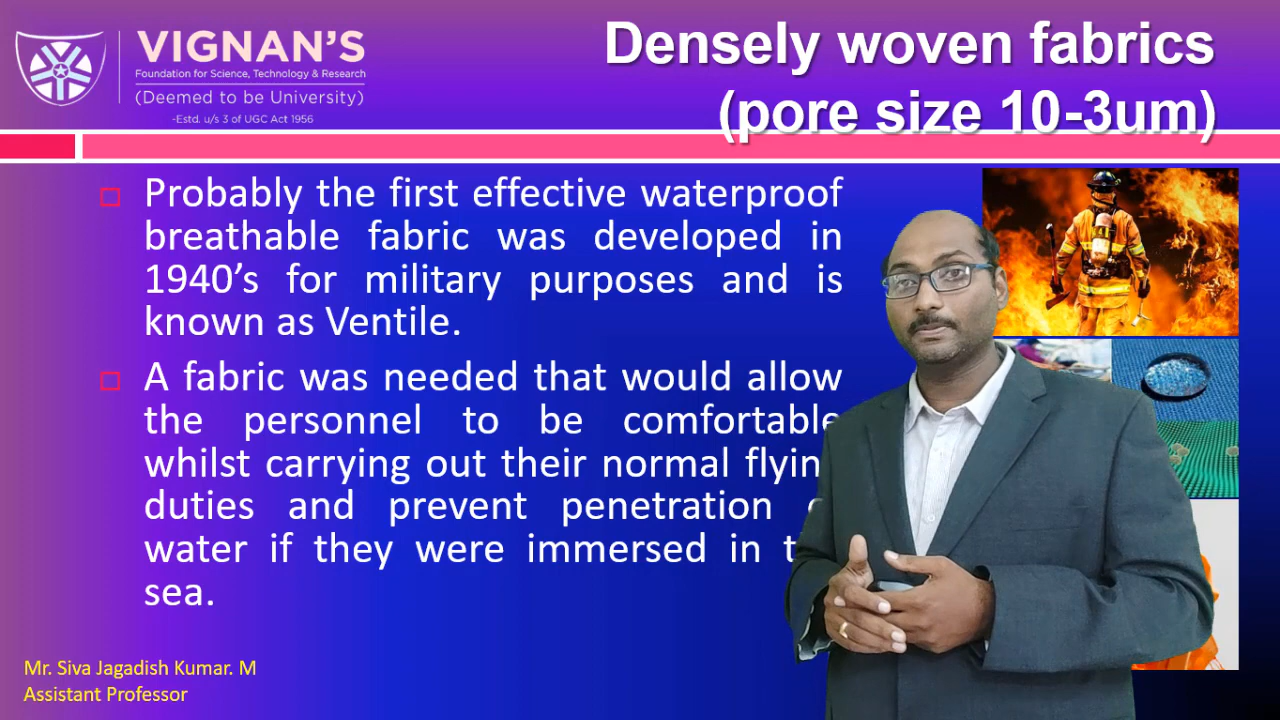 VIGNAN'S
Foundation for Science, Technology & Research
(Deemed to be University)
-Estd. u/s 3 of UGC Act 1956
Densely woven fabrics
(pore size 10-3um)
Probably the first effective waterproof
breathable fabric was developed in
1940's for military purposes and is
known as Ventile.
A fabric was needed that would allow
the personnel to be comfortable
whilst carrying out their normal
duties and prevent penetration
water if they were immersed in
sea.
Mr. Siva Jagadish Kumar. M
Assistant Professor